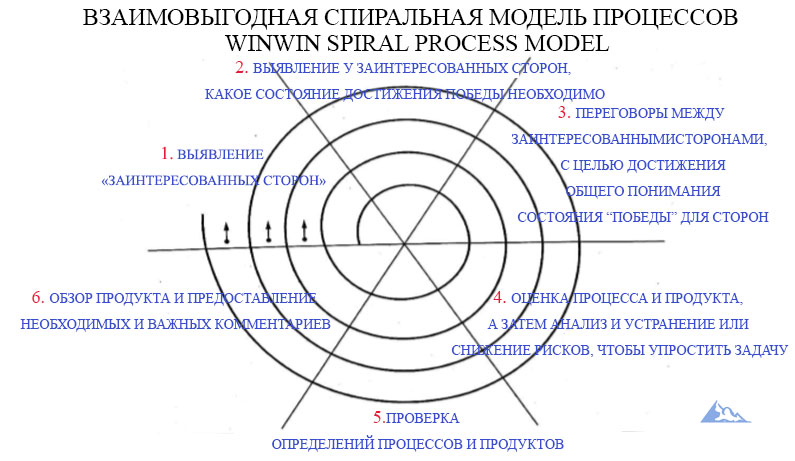 ВЗАИМОВЫГОДНАЯ СПИРАЛЬНАЯ МОДЕЛЬ ПРОЦЕССОВ
WINWIN SPIRAL PROCESS MODEL
2. ВЫЯВЛЕНИЕ У ЗАИНТЕРЕСОВАННЫХ СТОРОН,
КАКОЕ СОСТОЯНИЕ ДОСТИЖЕНИЯ ПОБЕДЫ НЕОБХОДИМО
3. ПЕРЕГОВОРЫ МЕЖДУ
ЗАИНТЕРЕСОВАННЫМИСТОРОНАМИ,
С ЦЕЛЬЮ ДОСТИЖЕНИЯ
ОБЩЕГО ПОНИМАНИЯ
СОСТОЯНИЯ “ПОБЕДЫ” ДЛЯ СТОРОН
1. ВЫЯВЛЕНИЕ
«ЗАИНТЕРЕСОВАННЫХ СТОРОН»
6. ОБЗОР ПРОДУКТА И ПРЕДОСТАВЛЕНИЕ
НЕОБХОДИМЫХ И ВАЖНЫХ КОММЕНТАРИЕВ
4. ОЦЕНКА ПРОЦЕССА И ПРОДУКТА,
А ЗАТЕМ АНАЛИЗ И УСТРАНЕНИЕ ИЛИ
СНИЖЕНИЕ РИСКОВ, ЧТОБЫ УПРОСТИТЬ ЗАДАЧУ
5.ПРОВЕРКА
ОПРЕДЕЛЕНИЙ ПРОЦЕССОВ И ПРОДУКТОВ